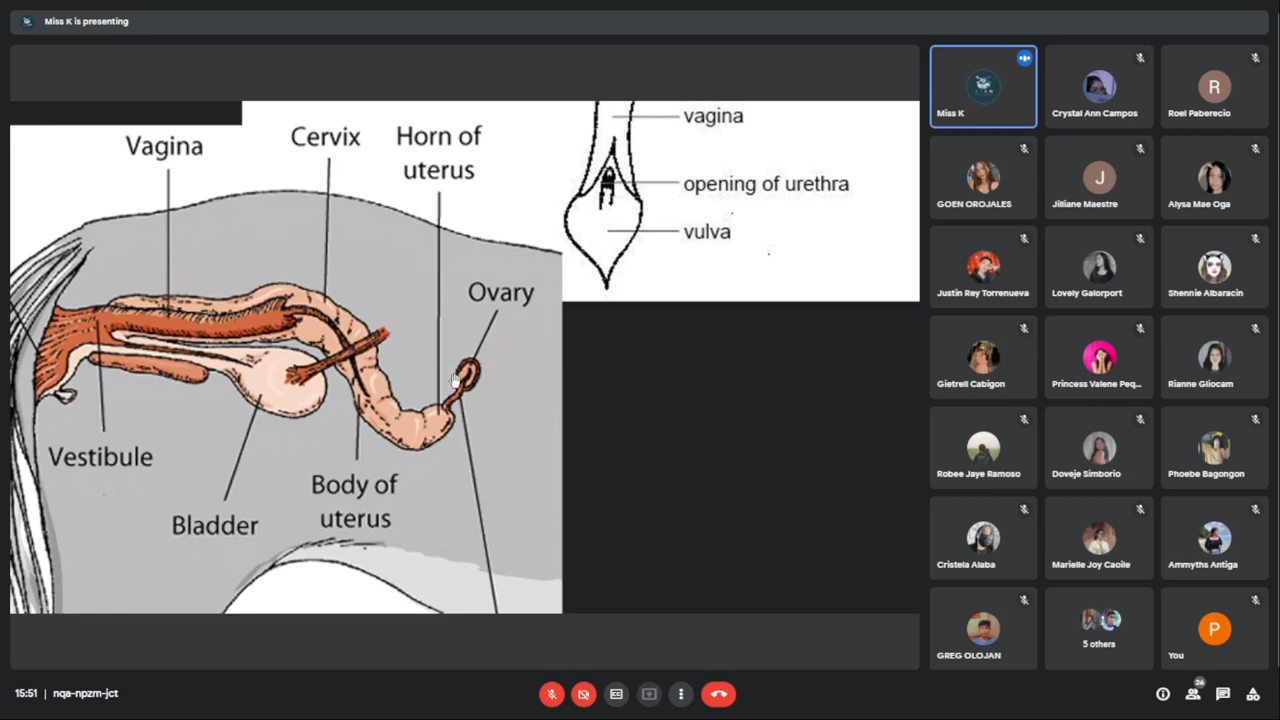 Miss K is presenting
Vagina
Cervix
Horn of
uterus
Ovary
Vestibule
Bladder
Body of
uterus
vagina
opening of urethra
vulva
Miss K
Crystal Ann Campos
R
Roel Paberecio
GOEN OROJALES
J
Jilliane Maestre
Alysa Mae Oga
Justin Rey Torrenueva
Lovely Galorport
Shennie Albaracin
Gietrell Cabigon
Princess Valene Peq...
Rianne Gliocam
Robee Jaye Ramoso
Doveje Simborio
Phoebe Bagongon
Cristela Alaba
Marielle Joy Caoile
Ammyths Antiga
GREG OLOJAN
5 others
P
You
15:51 | nqa-npzm-jct
26